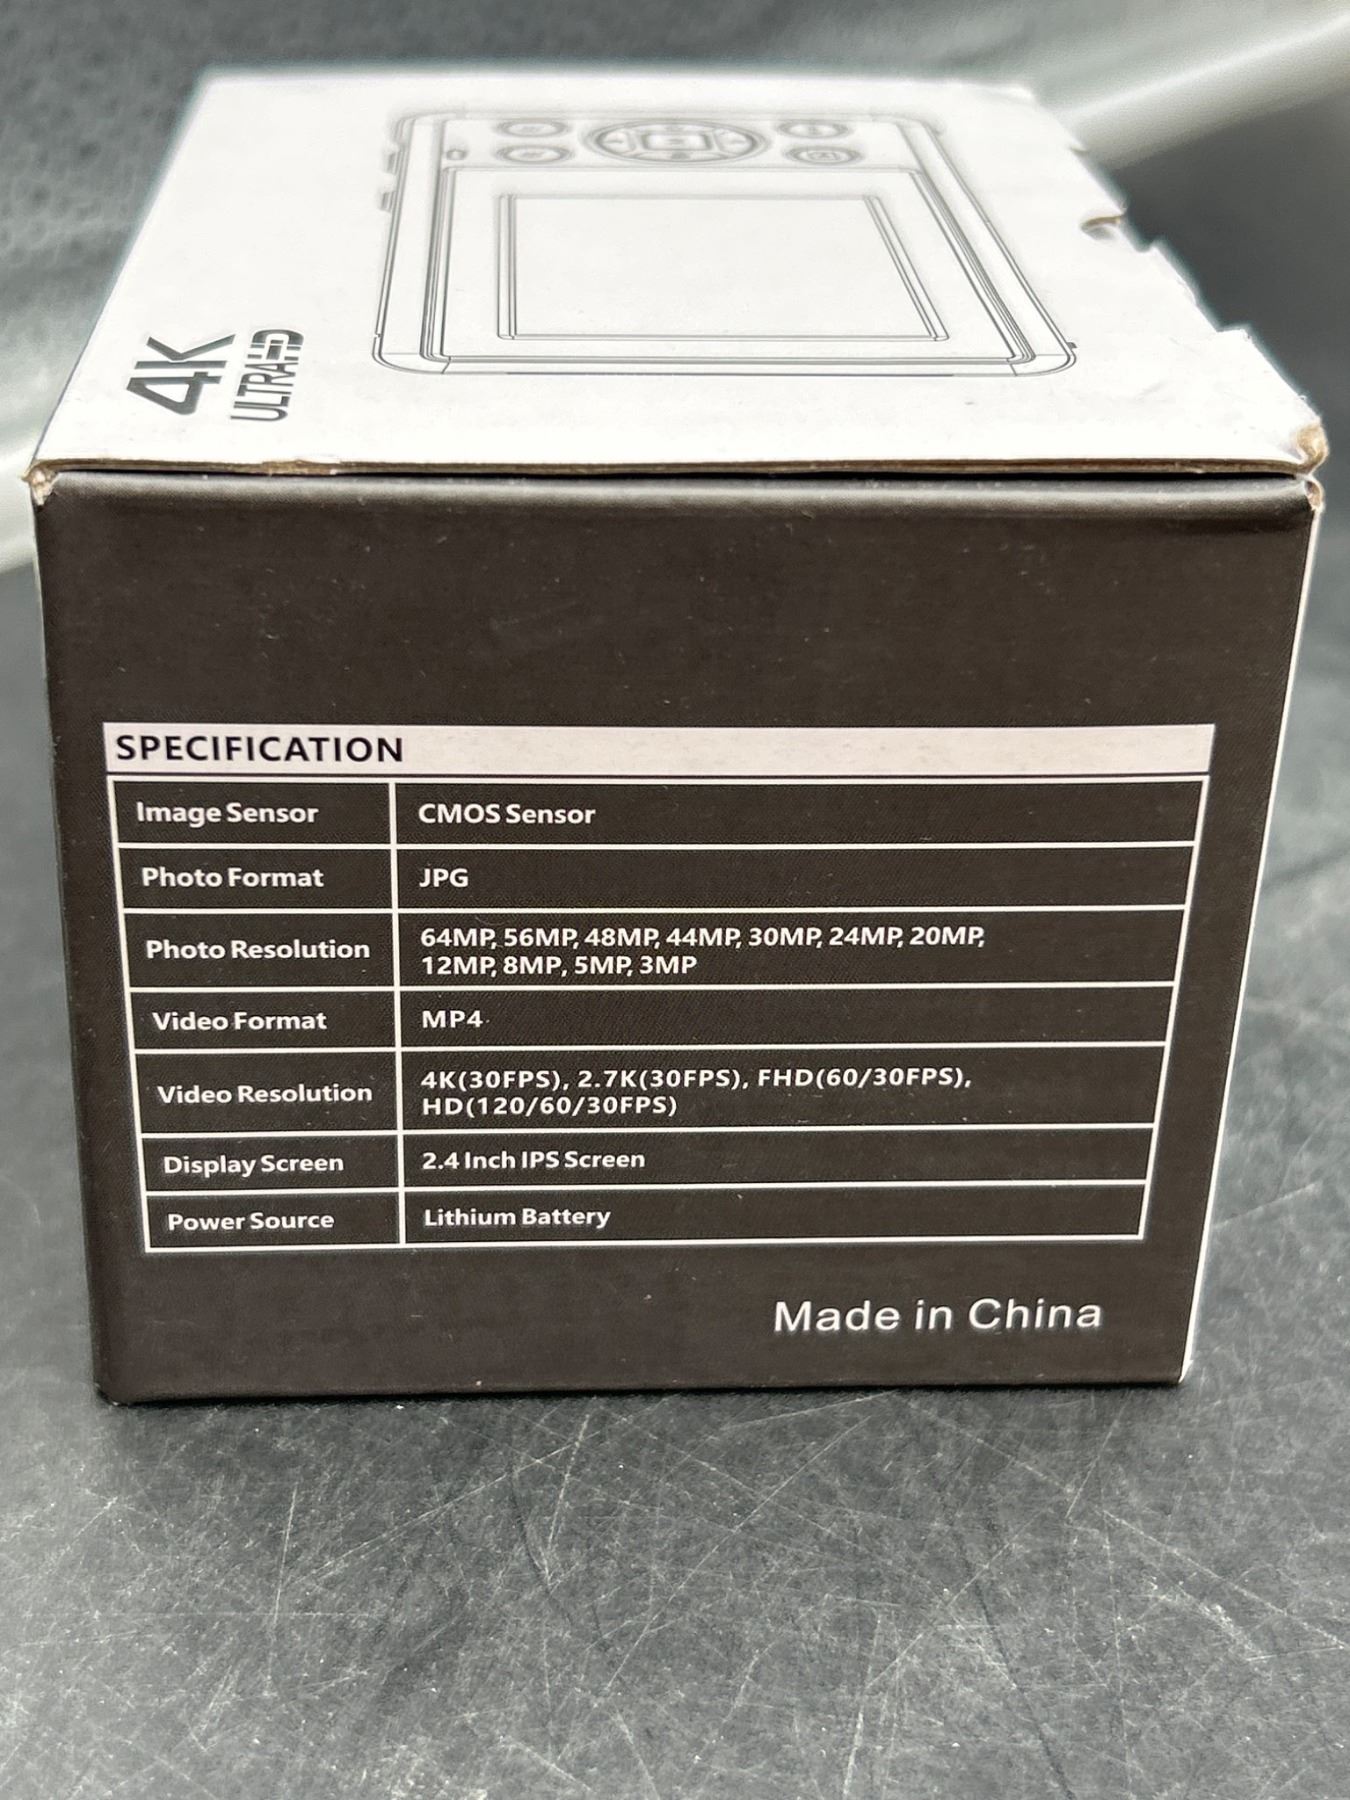 4K
ULTRAHD
SPECIFICATION
Image Sensor
CMOS Sensor
Photo Format
JPG
Photo Resolution
64MP, 56MP, 48MP, 44MP, 30MP, 24MP, 20MP,
12MP, 8MP, 5MP, 3MP
Video Format
MP4
Video Resolution
4K(30FPS), 2.7K(30FPS), FHD(60/30FPS),
HD(120/60/30FPS)
Display Screen
2.4 Inch IPS Screen
Power Source
Lithium Battery
Made in China